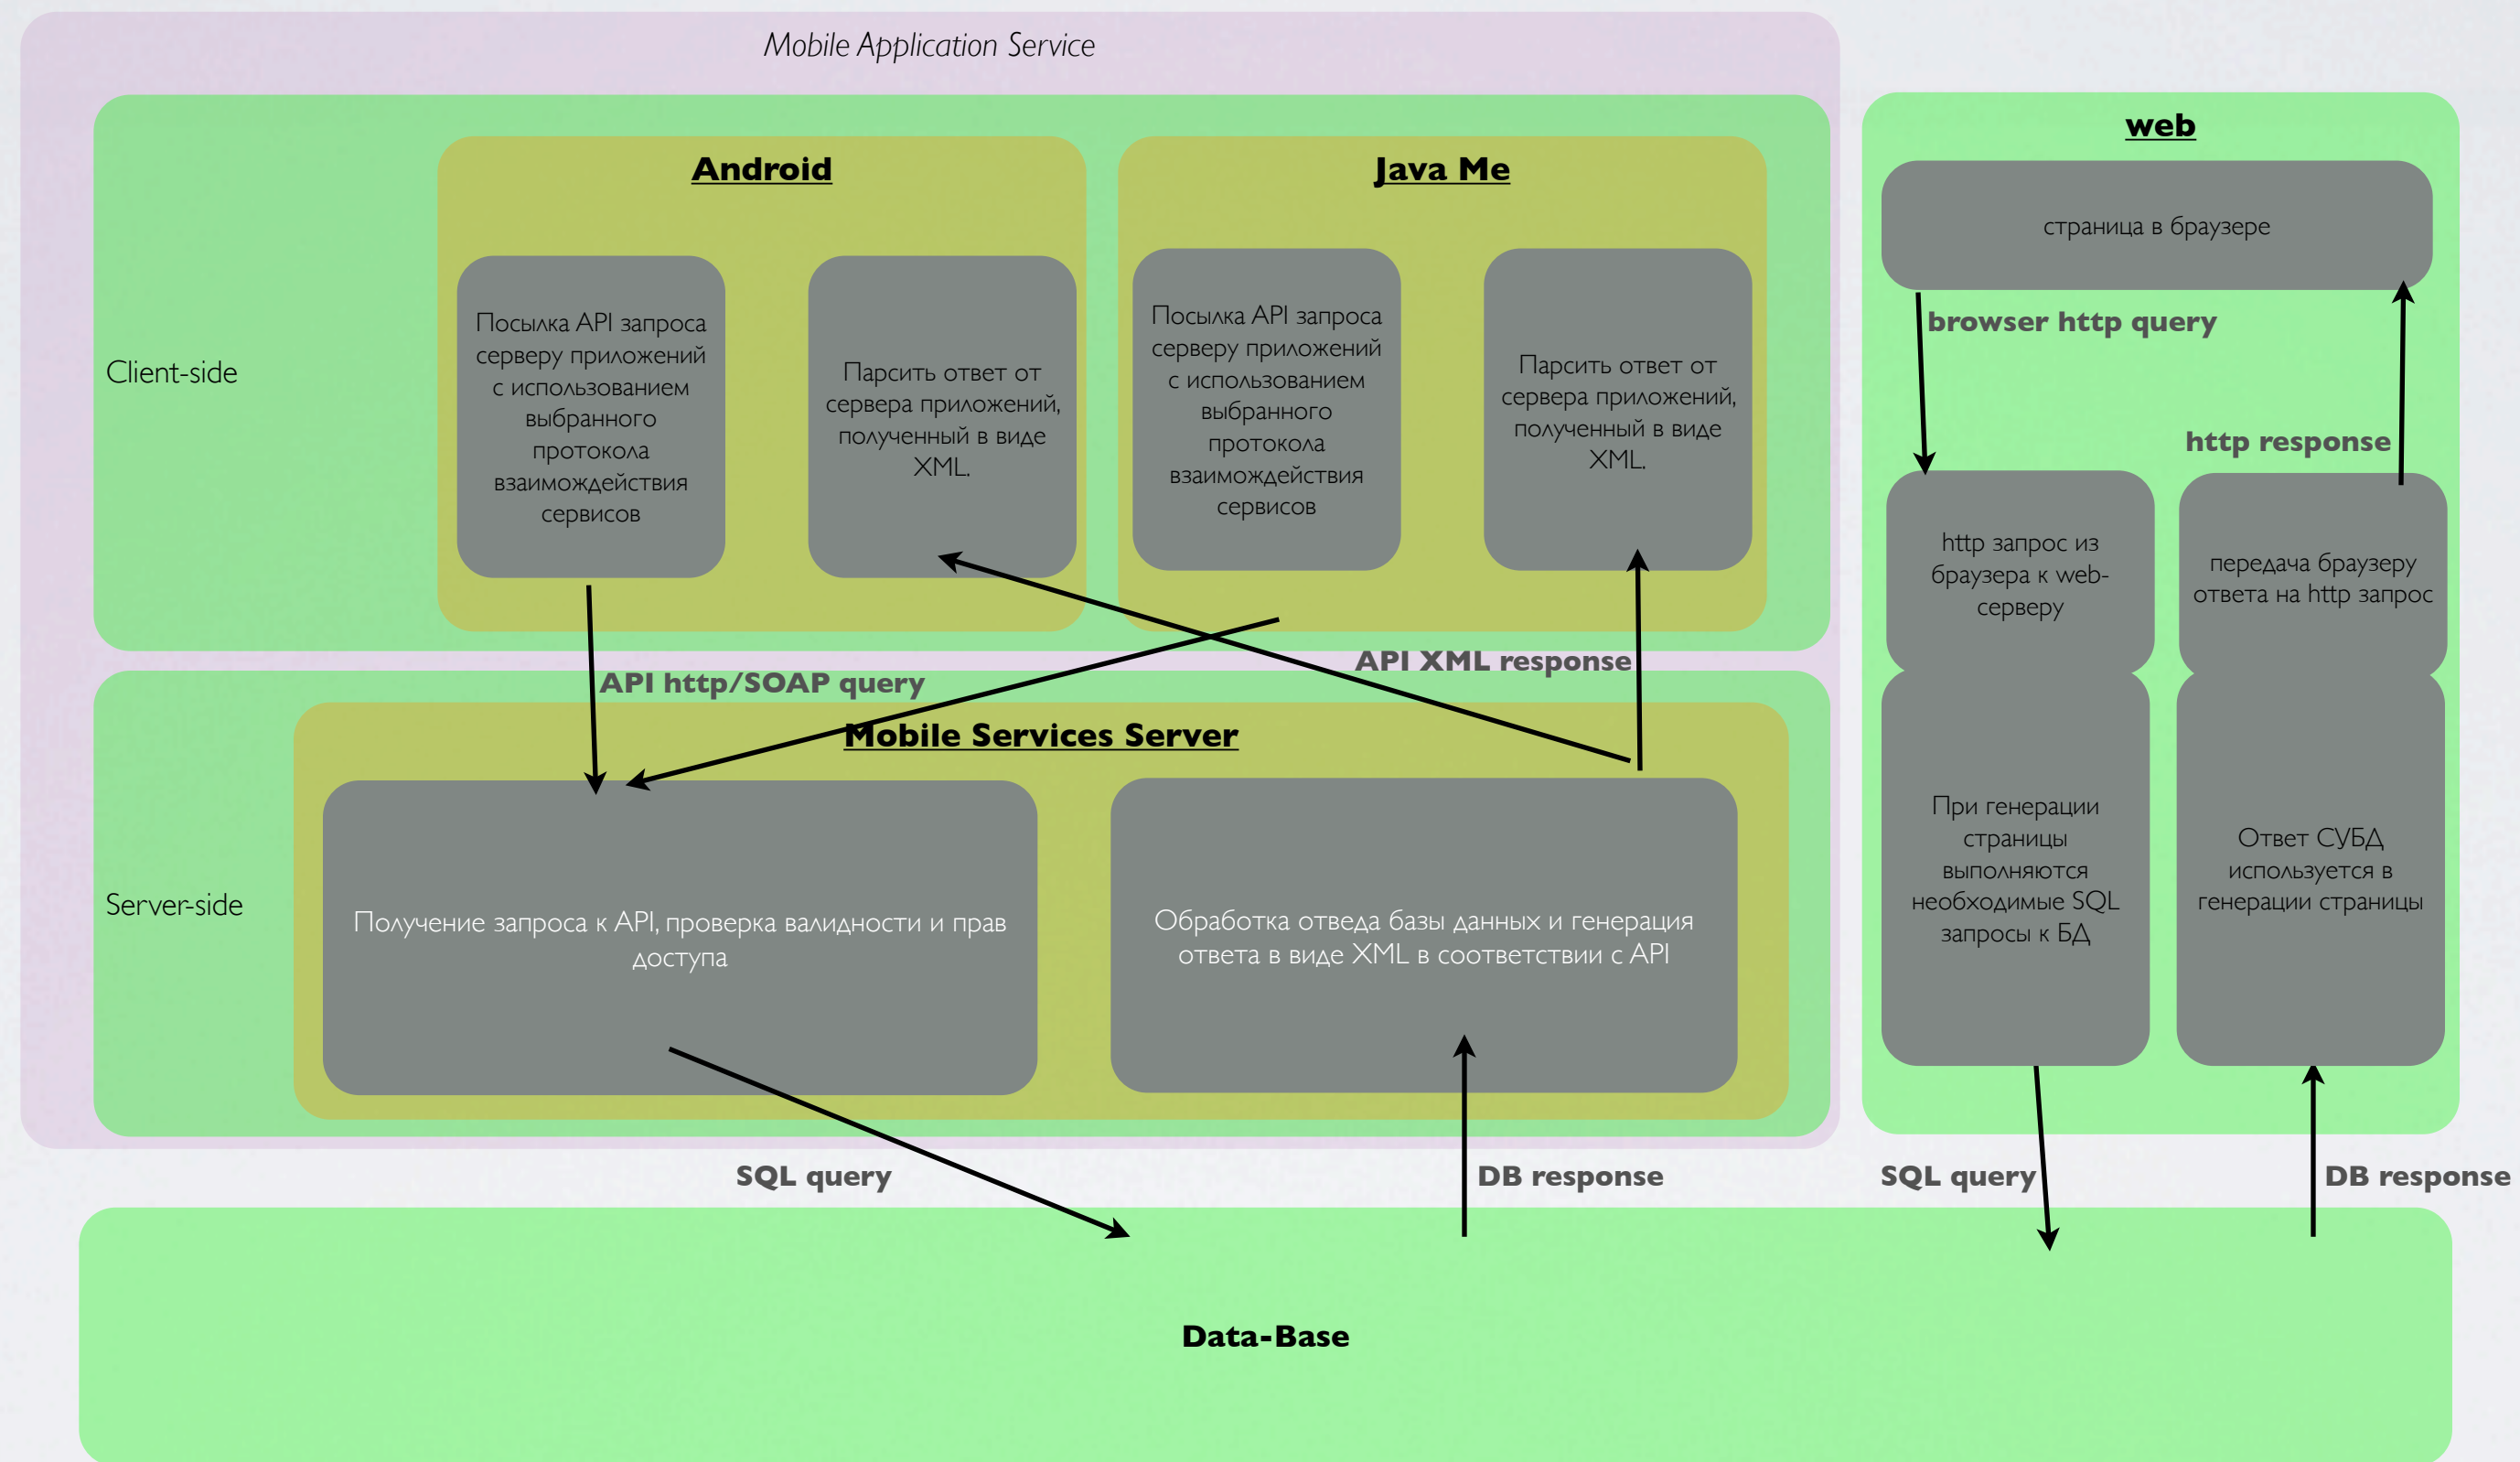 Mobile Application Service
Client-side
Android
Посылка API запроса
серверу приложений
с использованием
выбранного
протокола
взаимождействия
сервисов
Парсить ответ от
сервера приложений,
полученный в виде
XML.
Java Me
Посылка API запроса
серверу приложений
с использованием
выбранного
протокола
взаимождействия
сервисов
Парсить ответ от
сервера приложений,
полученный в виде
XML.
API http/SOAP query
API XML response
Server-side
Mobile Services Server
Получение запроса к API, проверка валидности и прав
доступа
Обработка отведа базы данных и генерация
ответа в виде XML в соответствии с API
web
страница в браузере
browser http query
http response
http запрос из
браузера к web-
серверу
передача браузеру
ответа на http запрос
При генерации
страницы
выполняются
необходимые SQL
запросы к БД
Ответ СУБД
используется в
генерации страницы
SQL query
DB response
SQL query
DB response
Data-Base